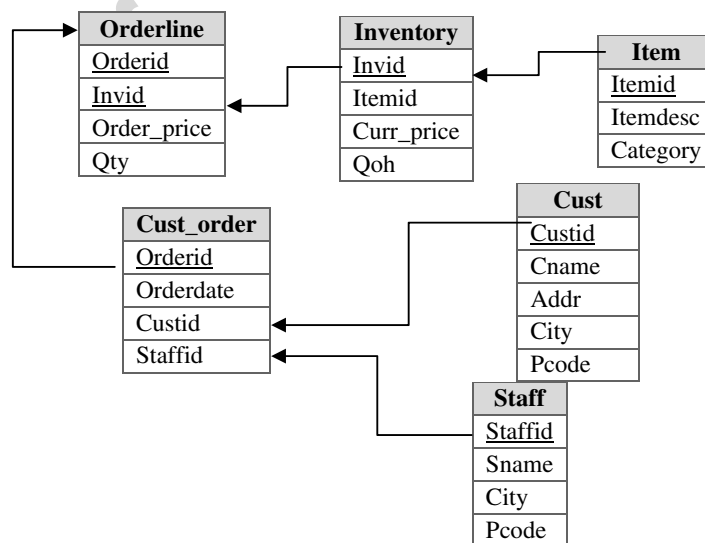 Orderline
Orderid
Invid
Order_price
Qty
Inventory
Invid
Itemid
Curr_price
Qoh
Item
Itemid
Itemdesc
Category
Cust_order
Orderid
Orderdate
Custid
Staffid
Cust
Custid
Cname
Addr
City
Pcode
Staff
Staffid
Sname
City
Pcode